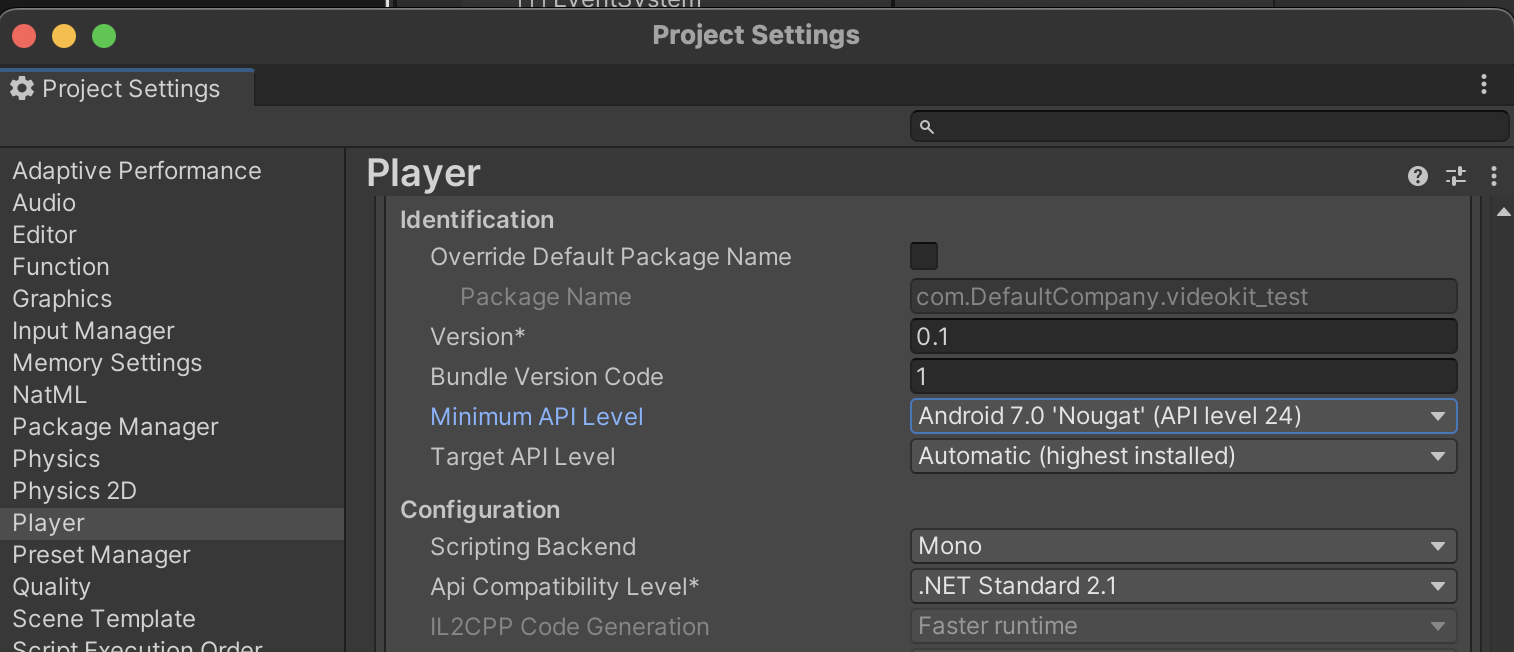 EventSystem
Project Settings
Project Settings
Adaptive Performance
Audio
Editor
Function
Graphics
Input Manager
Memory Settings
NatML
Package Manager
Physics
Physics 2D
Player
Preset Manager
Quality
Scene Template
Script Execution Order
Player
Identification
Override Default Package Name
Package Name com.DefaultCompany.videokit_test
Version* 0.1
Bundle Version Code 1
Minimum API Level Android 7.0 'Nougat' (API level 24)
Target API Level Automatic (highest installed)
Configuration
Scripting Backend Mono
Api Compatibility Level* .NET Standard 2.1
IL2CPP Code Generation Faster runtime